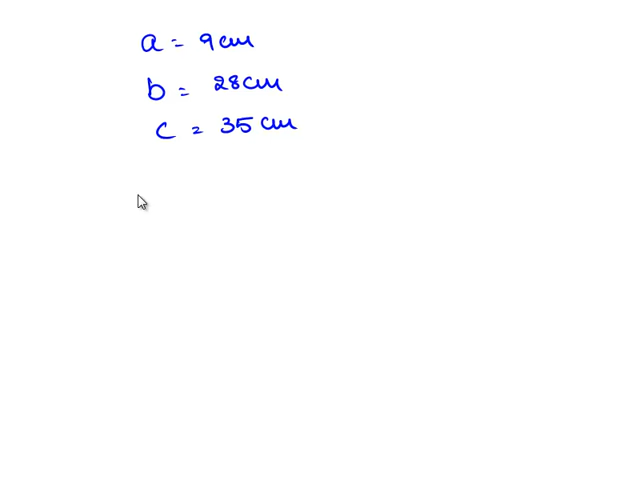 a = 9cm
b = 28cm
c = 35cm